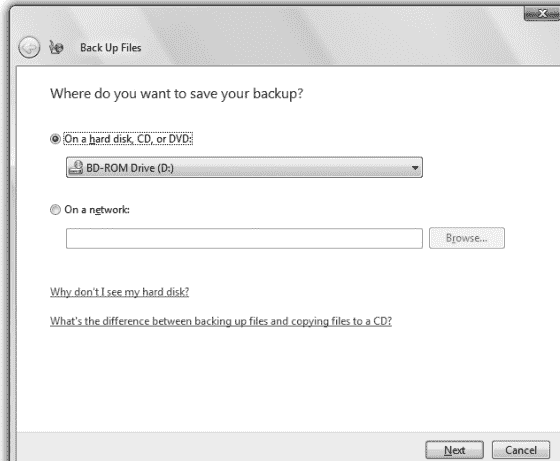 Back Up Files
Where do you want to save your backup?
On a hard disk, CD, or DVD:
BD-ROM Drive (D:)
On a network:
Browse...
Why don't I see my hard disk?
What's the difference between backing up files and copying files to a CD?
Next Cancel